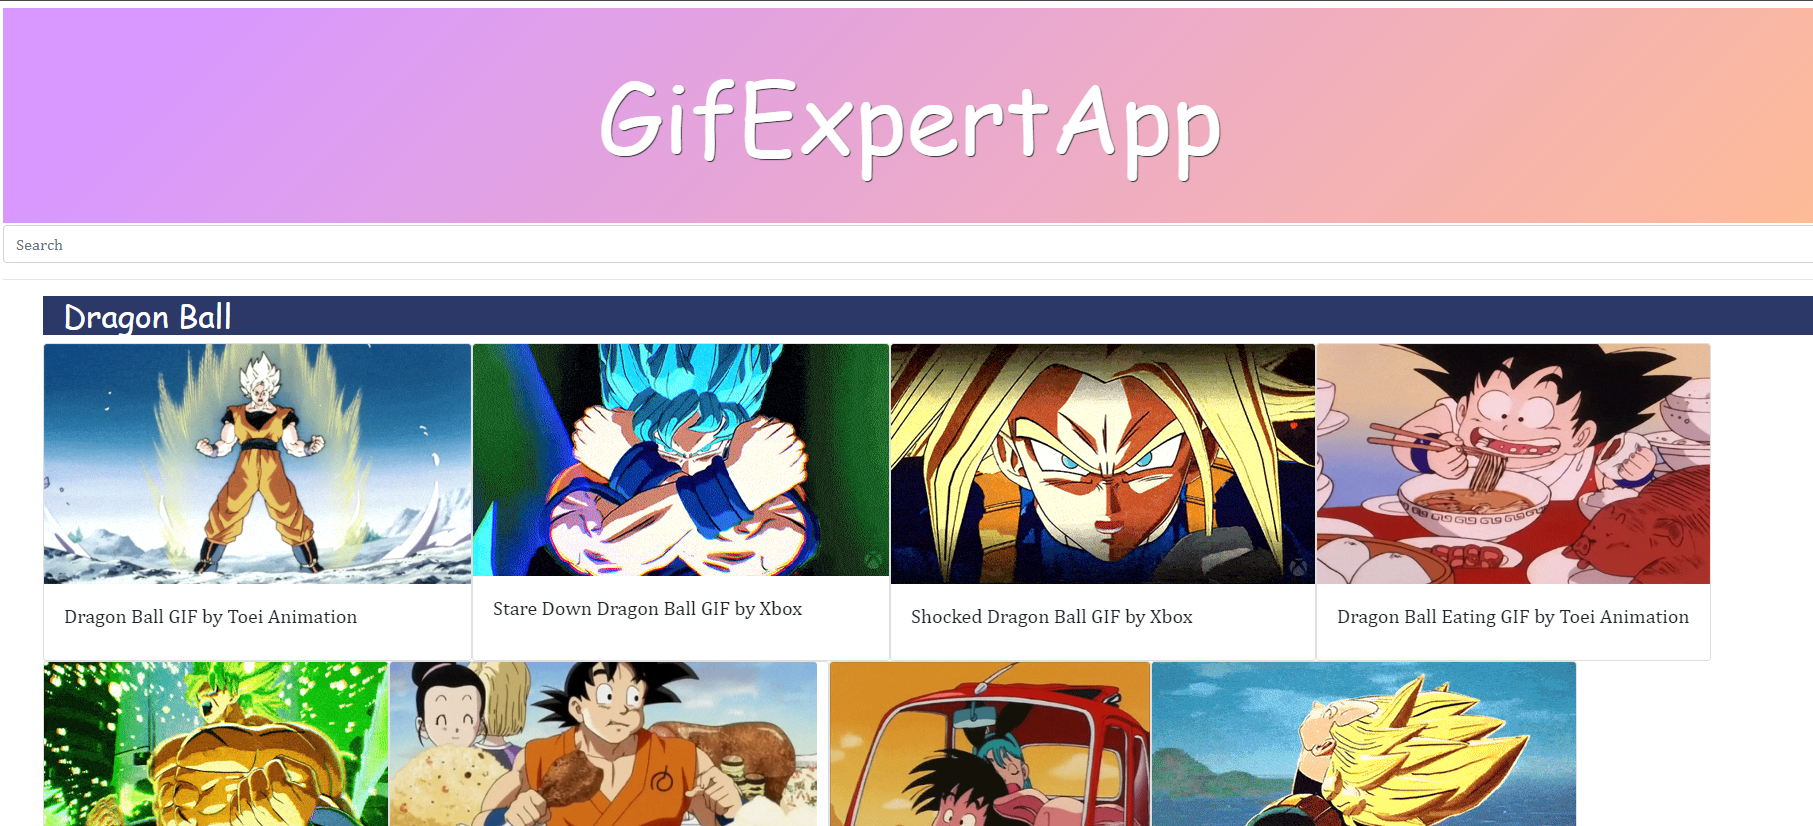 GifExpertApp
Search
Dragon Ball
Dragon Ball GIF by Toei Animation
Stare Down Dragon Ball GIF by Xbox
Shocked Dragon Ball GIF by Xbox
Dragon Ball Eating GIF by Toei Animation